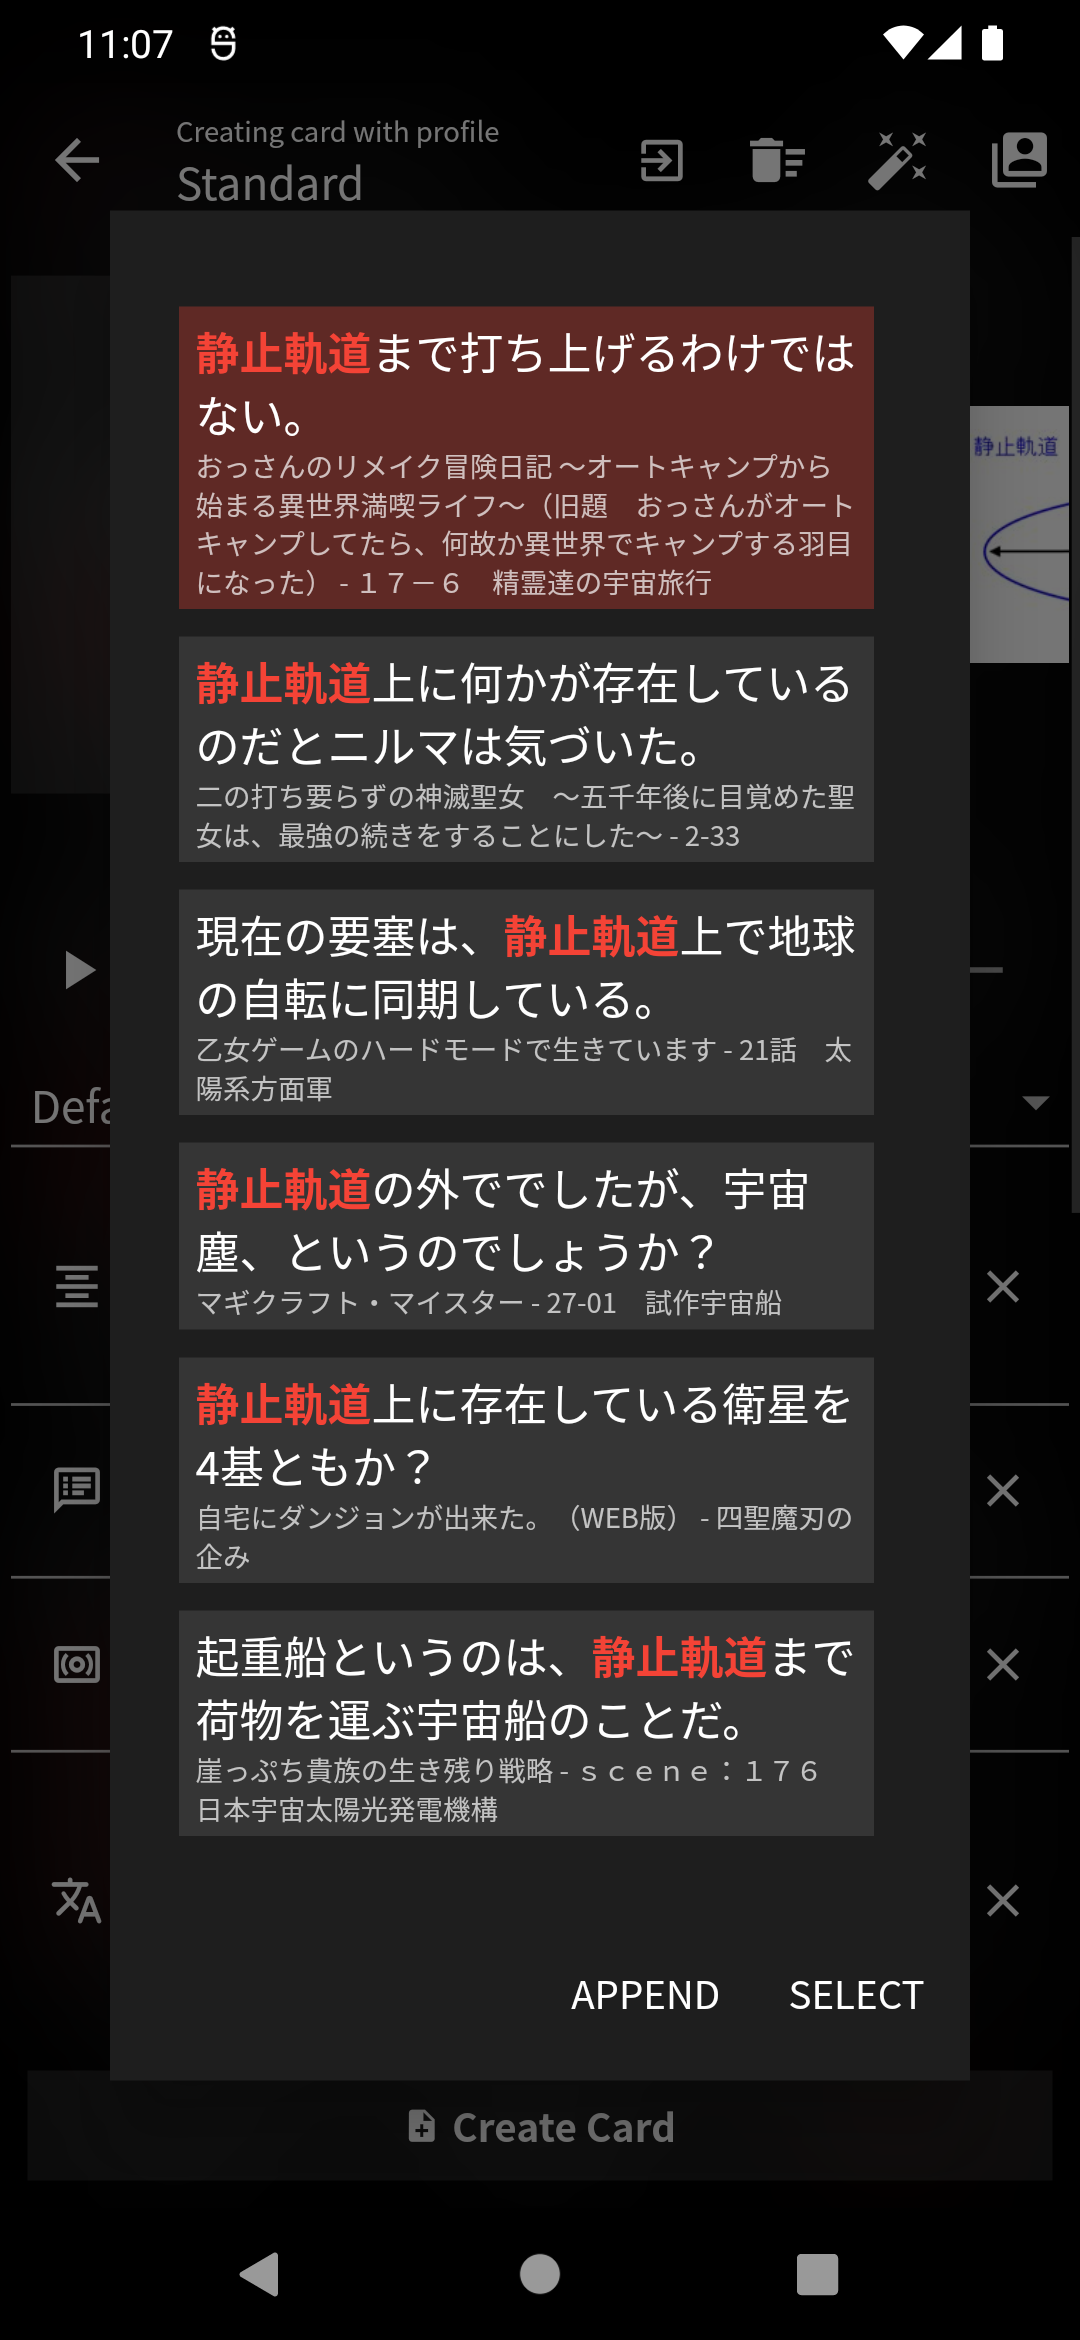 11:07
Creating card with profile
Standard
静止軌道まで打ち上げるわけでは
ない。
おっさんのリメイク冒険日記 ～オートキャンプから
始まる異世界満喫ライフ～（旧題　おっさんがオート
キャンプしてたら、何故か異世界でキャンプする羽目
になった） - １７－６　精霊達の宇宙旅行
静止軌道
静止軌道上に何かが存在している
のだとニルマは気づいた。
二の打ち要らずの神滅聖女　～五千年後に目覚めた聖
女は、最強の続きをすることにした～ - 2-33
現在の要塞は、静止軌道上で地球
の自転に同期している。
乙女ゲームのハードモードで生きています - 21話　太
陽系方面軍
Defa
静止軌道の外ででしたが、宇宙
塵、というのでしょうか？
マギクラフト・マイスター - 27-01　試作宇宙船
静止軌道上に存在している衛星を
4基ともか？
自宅にダンジョンが出来た。（WEB版） - 四聖魔刃の
企み
起重船というのは、静止軌道まで
荷物を運ぶ宇宙船のことだ。
崖っぷち貴族の生き残り戦略 - ｓｃｅｎｅ：１７６
日本宇宙太陽光発電機構
APPEND SELECT
Create Card